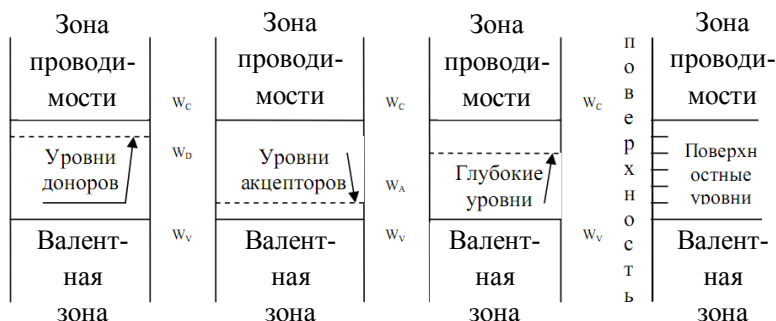 Зона
проводи-
мости
Уровни
доноров
Валент-
ная
зона
W_C
W_D
W_V
Зона
проводи-
мости
Уровни
акцепторов
Валент-
ная
зона
W_C
W_A
W_V
Зона
проводи-
мости
Глубокие
уровни
Валент-
ная
зона
W_C
W_V
поверхность
Зона
проводи-
мости
Поверхн
остные
уровни
Валент-
ная
зона